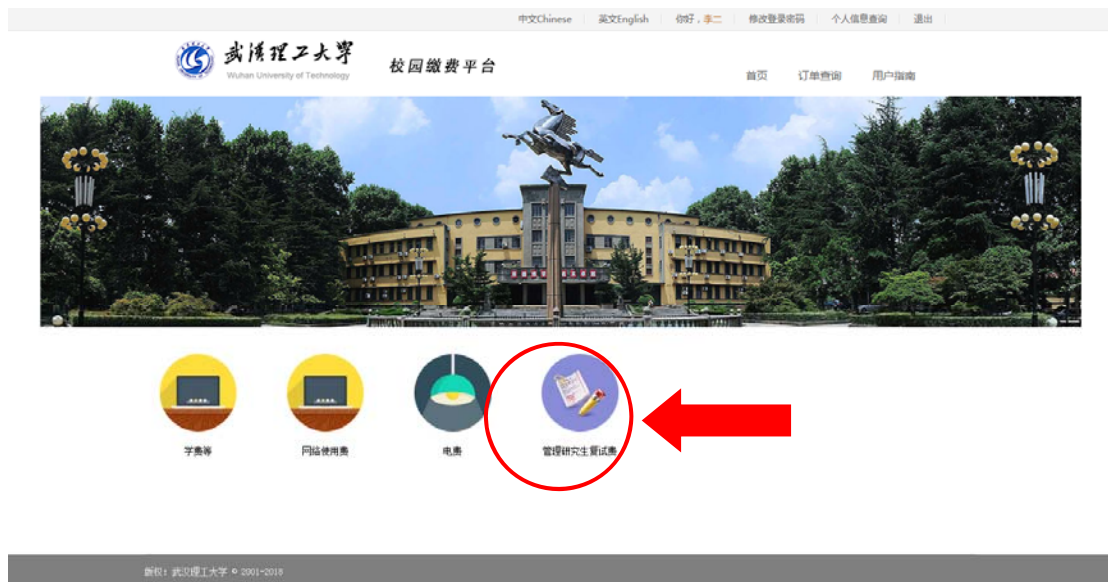 中文Chinese 英文English 你好，李二 修改登录密码 个人信息查询 退出
武汉理工大学
Wuhan University of Technology
校园缴费平台
首页 订单查询 用户指南
学费等 网络使用费 电费 管理研究生复试费
版权：武汉理工大学 © 2001-2018